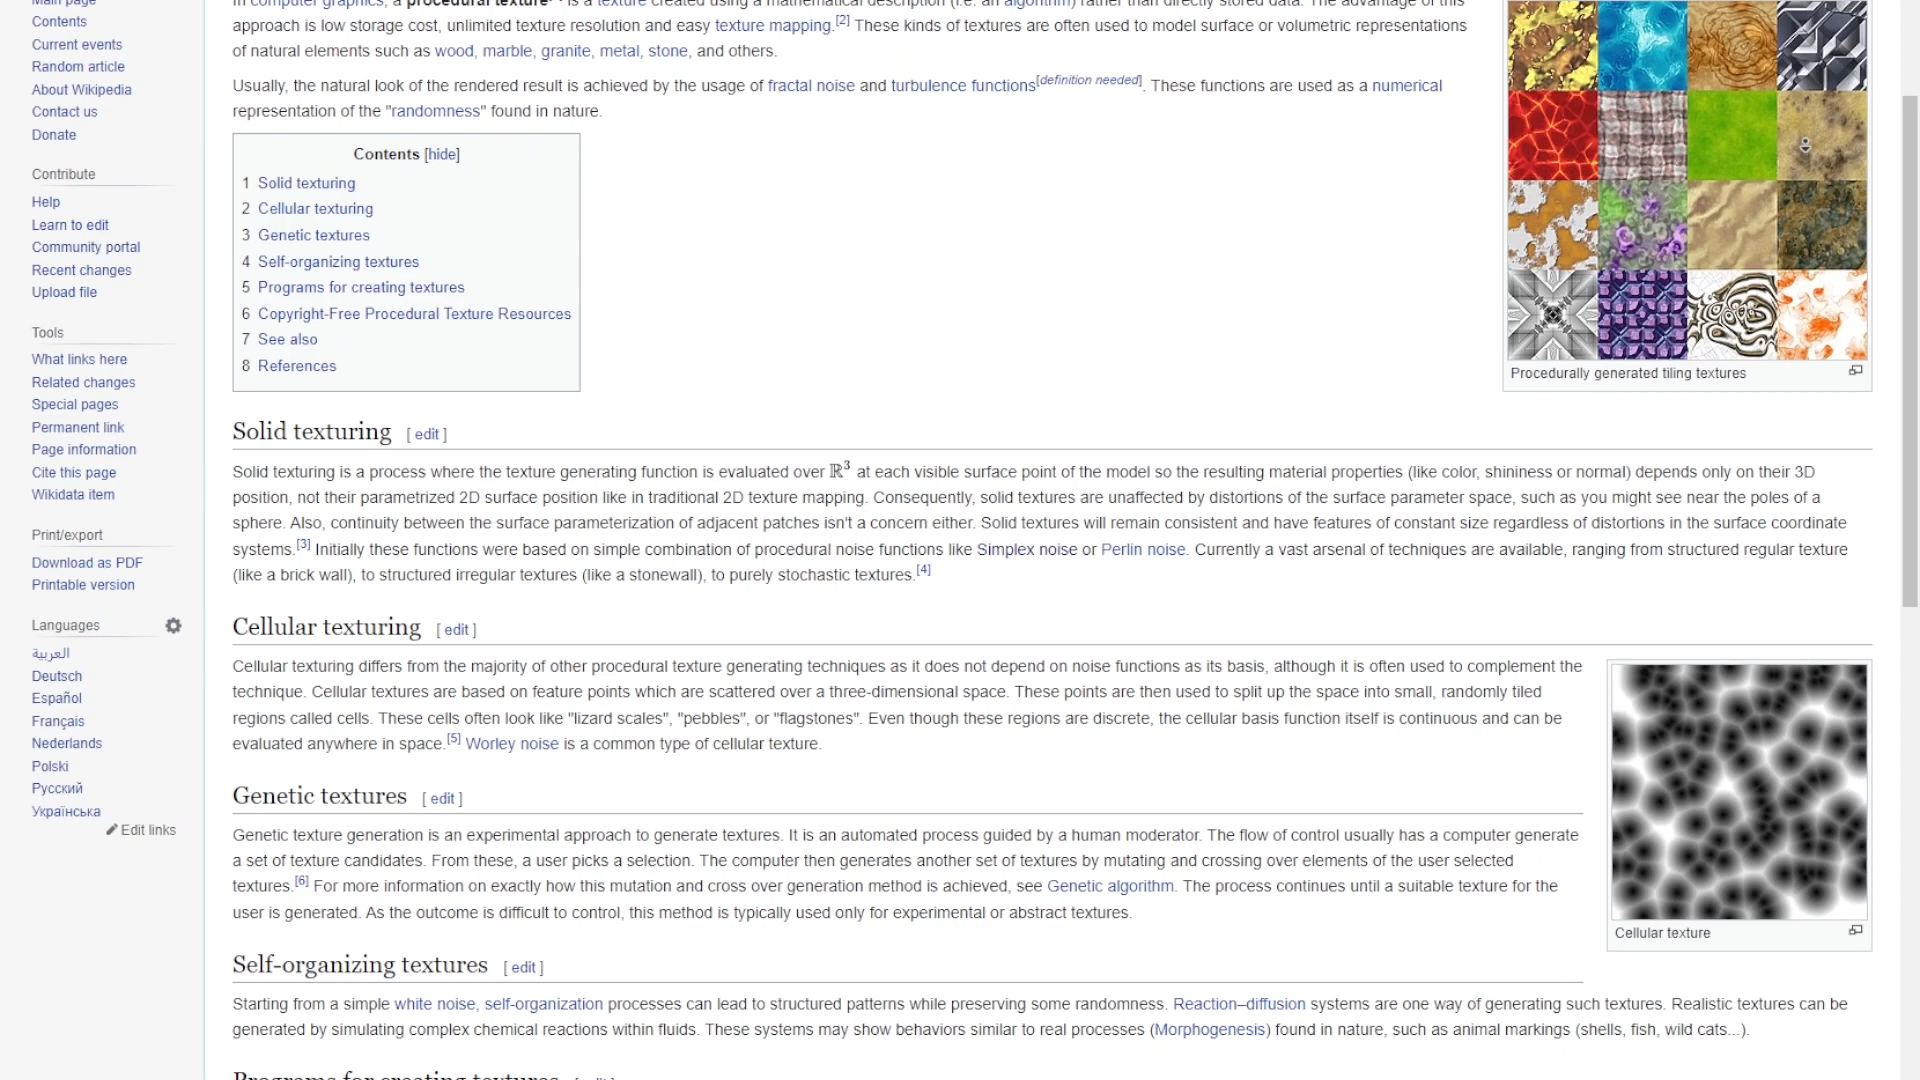 Main page
Contents
Current events
Random article
About Wikipedia
Contact us
Donate
Contribute
Help
Learn to edit
Community portal
Recent changes
Upload file
Tools
What links here
Related changes
Special pages
Permanent link
Page information
Cite this page
Wikidata item
Print/export
Download as PDF
Printable version
Languages
العربية
Deutsch
Español
Français
Nederlands
Polski
Русский
Українська
Edit links
In computer graphics, a procedural texture is a texture created using a mathematical description (i.e. an algorithm) rather than directly stored data. The advantage of this
approach is low storage cost, unlimited texture resolution and easy texture mapping.[2] These kinds of textures are often used to model surface or volumetric representations
of natural elements such as wood, marble, granite, metal, stone, and others.
Usually, the natural look of the rendered result is achieved by the usage of fractal noise and turbulence functions[definition needed]. These functions are used as a numerical
representation of the "randomness" found in nature.
Contents [hide]
1 Solid texturing
2 Cellular texturing
3 Genetic textures
4 Self-organizing textures
5 Programs for creating textures
6 Copyright-Free Procedural Texture Resources
7 See also
8 References
Procedurally generated tiling textures
Solid texturing [ edit ]
Solid texturing is a process where the texture generating function is evaluated over ℝ³ at each visible surface point of the model so the resulting material properties (like color, shininess or normal) depends only on their 3D
position, not their parametrized 2D surface position like in traditional 2D texture mapping. Consequently, solid textures are unaffected by distortions of the surface parameter space, such as you might see near the poles of a
sphere. Also, continuity between the surface parameterization of adjacent patches isn't a concern either. Solid textures will remain consistent and have features of constant size regardless of distortions in the surface coordinate
systems.[3] Initially these functions were based on simple combination of procedural noise functions like Simplex noise or Perlin noise. Currently a vast arsenal of techniques are available, ranging from structured regular texture
(like a brick wall), to structured irregular textures (like a stonewall), to purely stochastic textures.[4]
Cellular texturing [ edit ]
Cellular texturing differs from the majority of other procedural texture generating techniques as it does not depend on noise functions as its basis, although it is often used to complement the
technique. Cellular textures are based on feature points which are scattered over a three-dimensional space. These points are then used to split up the space into small, randomly tiled
regions called cells. These cells often look like "lizard scales", "pebbles", or "flagstones". Even though these regions are discrete, the cellular basis function itself is continuous and can be
evaluated anywhere in space.[5] Worley noise is a common type of cellular texture.
Cellular texture
Genetic textures [ edit ]
Genetic texture generation is an experimental approach to generate textures. It is an automated process guided by a human moderator. The flow of control usually has a computer generate
a set of texture candidates. From these, a user picks a selection. The computer then generates another set of textures by mutating and crossing over elements of the user selected
textures.[6] For more information on exactly how this mutation and cross over generation method is achieved, see Genetic algorithm. The process continues until a suitable texture for the
user is generated. As the outcome is difficult to control, this method is typically used only for experimental or abstract textures.
Self-organizing textures [ edit ]
Starting from a simple white noise, self-organization processes can lead to structured patterns while preserving some randomness. Reaction–diffusion systems are one way of generating such textures. Realistic textures can be
generated by simulating complex chemical reactions within fluids. These systems may show behaviors similar to real processes (Morphogenesis) found in nature, such as animal markings (shells, fish, wild cats...).
Programs for creating textures [ edit ]